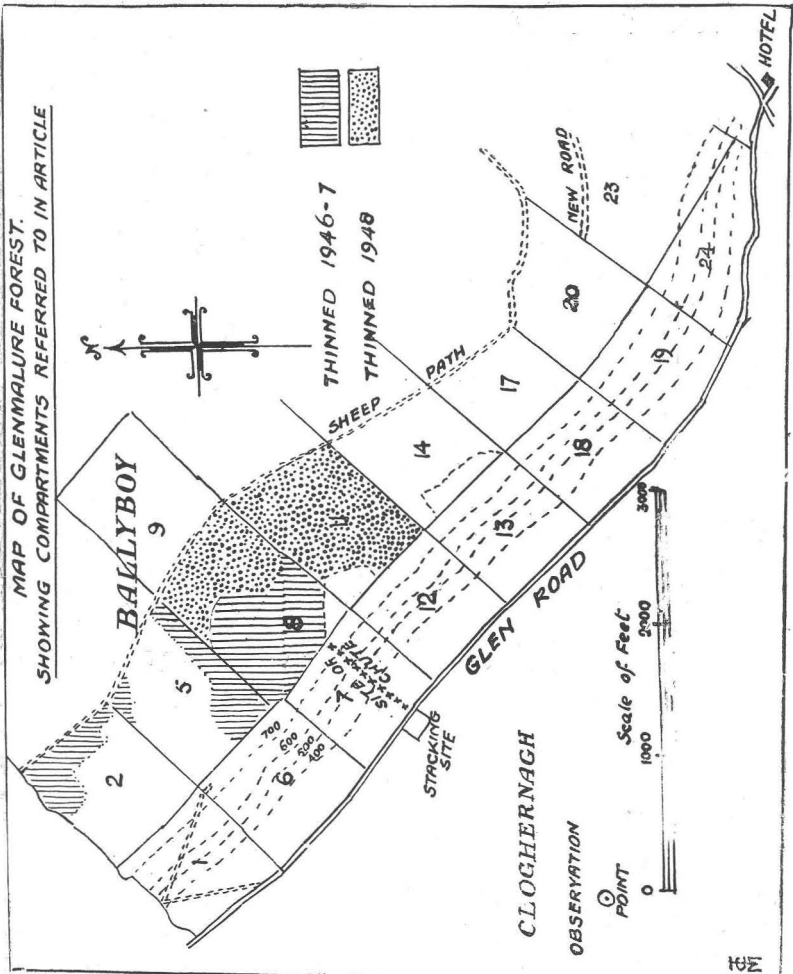 MAP OF GLENMALURE FOREST.
SHOWING COMPARTMENTS REFERRED TO IN ARTICLE
N
THINNED 1946-7
THINNED 1948
BALLYBOY
9
SHEEP PATH
2
5
8
11
14
17
20
NEW ROAD
23
1
6
700
600
500
400
7
SITE OF
CHUTE
12
13
18
19
24
HOTEL
GLEN ROAD
STACKING
SITE
CLOGHERNAGH
OBSERVATION
POINT
Scale of Feet
0 1000 2000 3000